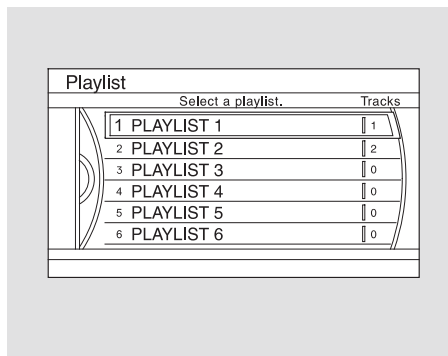 Playlist
Select a playlist. Tracks
1 PLAYLIST 1 1
2 PLAYLIST 2 2
3 PLAYLIST 3 0
4 PLAYLIST 4 0
5 PLAYLIST 5 0
6 PLAYLIST 6 0